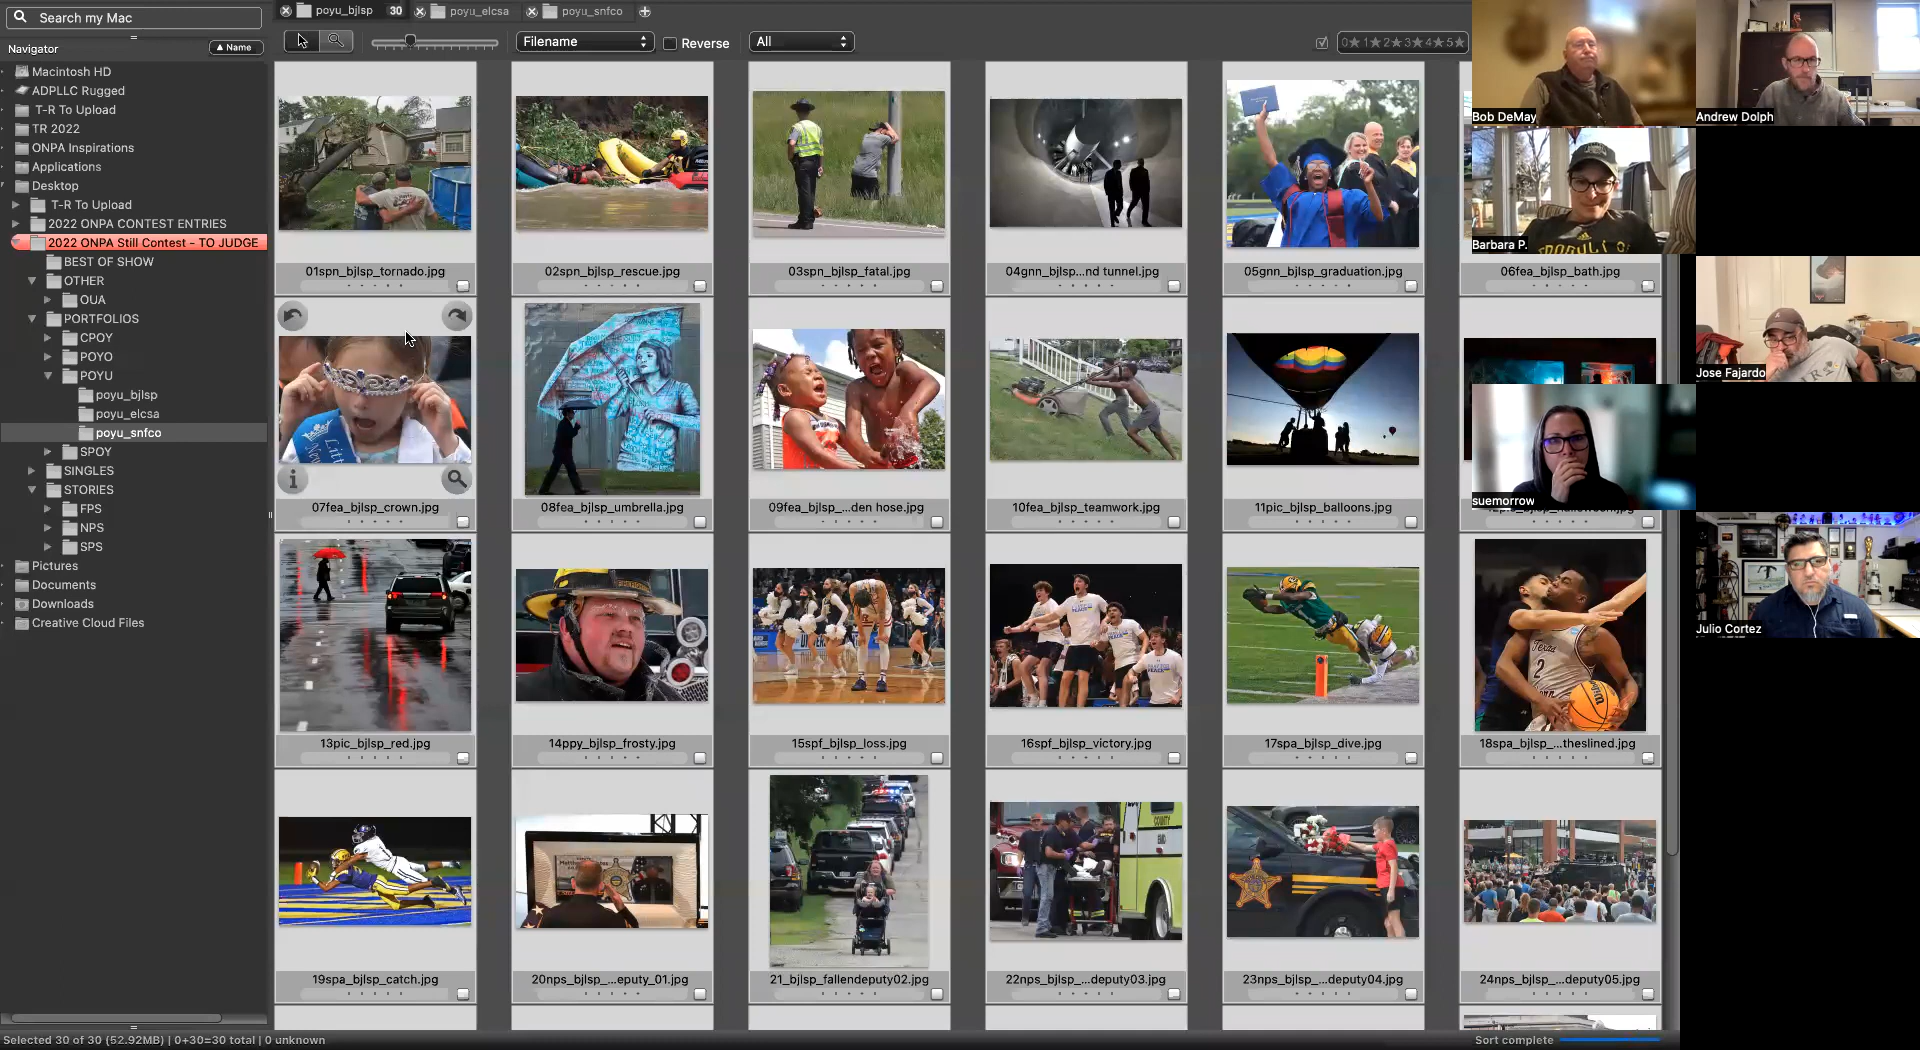 poyu_bjlsp 30 poyu_elcsa poyu_snfco
Search my Mac
Navigator
Name
Filename
Reverse
All
0★1★2★3★4★5★
Macintosh HD
ADPLLC Rugged
T-R To Upload
TR 2022
ONPA Inspirations
Applications
Desktop
T-R To Upload
2022 ONPA CONTEST ENTRIES
2022 ONPA Still Contest - TO JUDGE
BEST OF SHOW
OTHER
OUA
PORTFOLIOS
CPOY
POYO
POYU
poyu_bjlsp
poyu_elcsa
poyu_snfco
SPOY
SINGLES
STORIES
FPS
NPS
SPS
Pictures
Documents
Downloads
Creative Cloud Files
01spn_bjlsp_tornado.jpg
02spn_bjlsp_rescue.jpg
03spn_bjlsp_fatal.jpg
04gnn_bjlsp...nd tunnel.jpg
05gnn_bjlsp_graduation.jpg
06fea_bjlsp_bath.jpg
07fea_bjlsp_crown.jpg
08fea_bjlsp_umbrella.jpg
09fea_bjlsp_...den hose.jpg
10fea_bjlsp_teamwork.jpg
11pic_bjlsp_balloons.jpg
13pic_bjlsp_red.jpg
14ppy_bjlsp_frosty.jpg
15spf_bjlsp_loss.jpg
16spf_bjlsp_victory.jpg
17spa_bjlsp_dive.jpg
18spa_bjlsp_...theslined.jpg
19spa_bjlsp_catch.jpg
20nps_bjlsp_...eputy_01.jpg
21_bjlsp_fallendeputy02.jpg
22nps_bjlsp_...deputy03.jpg
23nps_bjlsp_...deputy04.jpg
24nps_bjlsp_...deputy05.jpg
Bob DeMay
Andrew Dolph
Barbara P.
Jose Fajardo
suemorrow
Julio Cortez
Selected 30 of 30 (52.92MB) | 0+30=30 total | 0 unknown
Sort complete